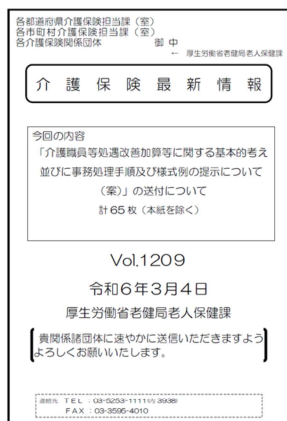 各都道府県介護保険担当課（室）
各市町村介護保険担当課（室）
各介護保険関係団体　御中
← 厚生労働省老健局老人保健課
介護保険最新情報
今回の内容
「介護職員等処遇改善加算等に関する基本的考え
並びに事務処理手順及び様式例の提示について
（案）」の送付について
計65枚（本紙を除く）
Vol.1209
令和6年3月4日
厚生労働省老健局老人保健課
貴関係諸団体に速やかに送信いただきますよう
よろしくお願いいたします。
連絡先　TEL：03-5253-1111(内 3938)
FAX：03-3595-4010